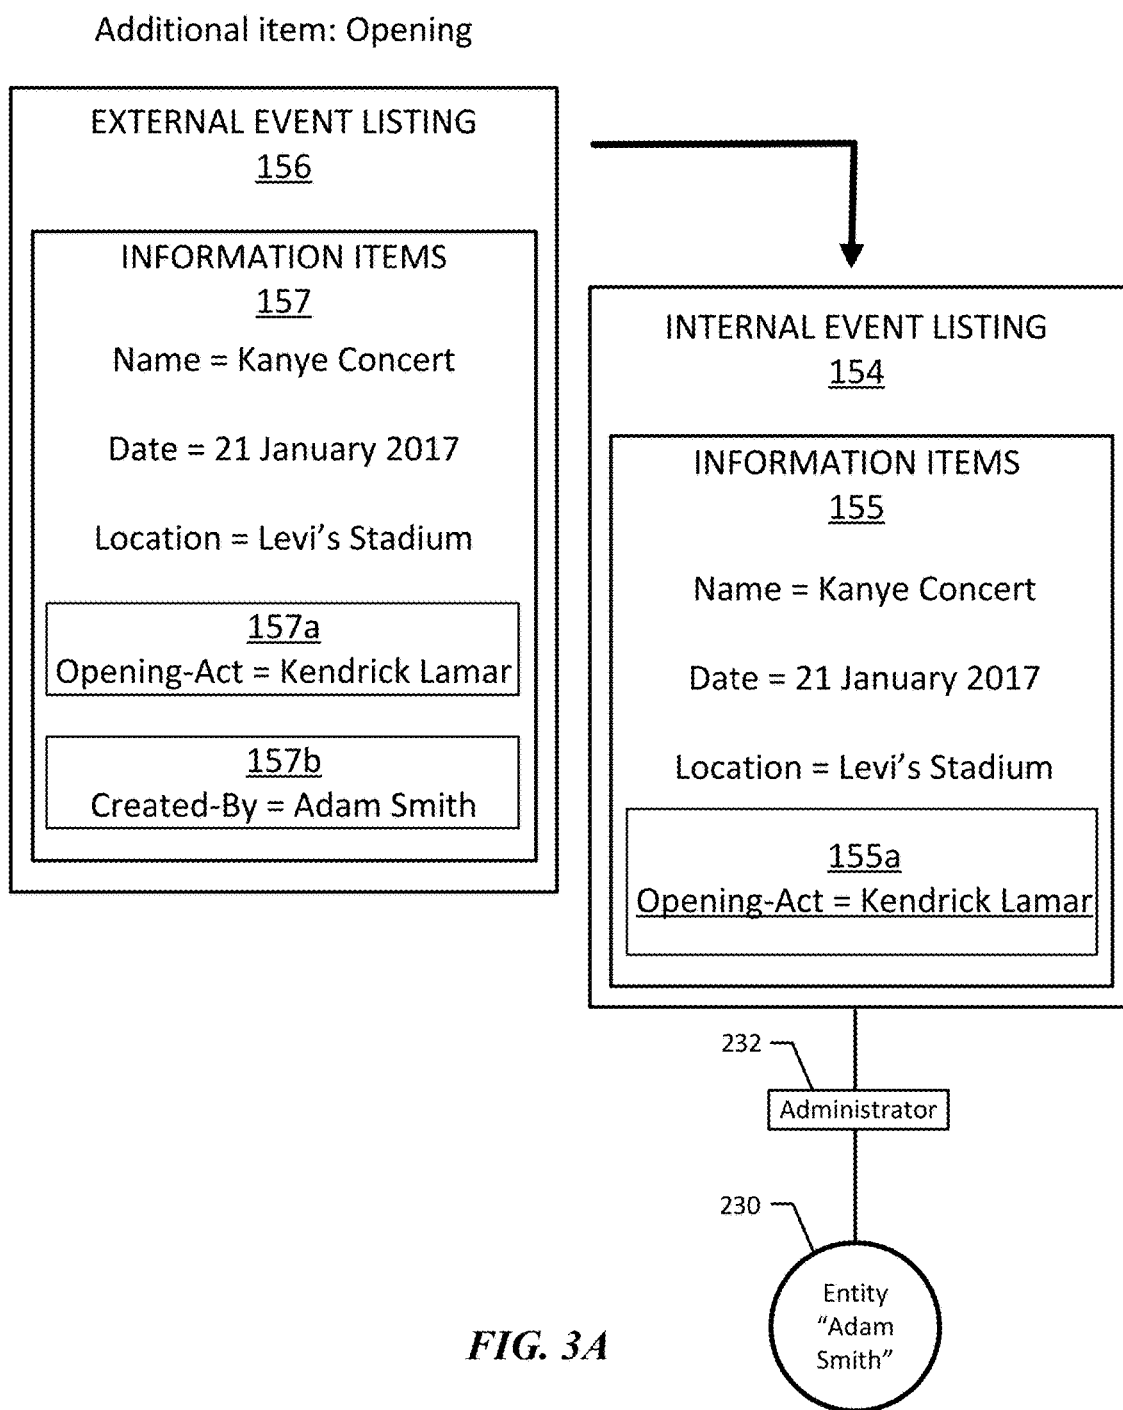 Additional item: Opening
EXTERNAL EVENT LISTING
156
INFORMATION ITEMS
157
Name = Kanye Concert
Date = 21 January 2017
Location = Levi's Stadium
157a
Opening-Act = Kendrick Lamar
157b
Created-By = Adam Smith
INTERNAL EVENT LISTING
154
INFORMATION ITEMS
155
Name = Kanye Concert
Date = 21 January 2017
Location = Levi's Stadium
155a
Opening-Act = Kendrick Lamar
232
Administrator
230
Entity
"Adam
Smith"
FIG. 3A